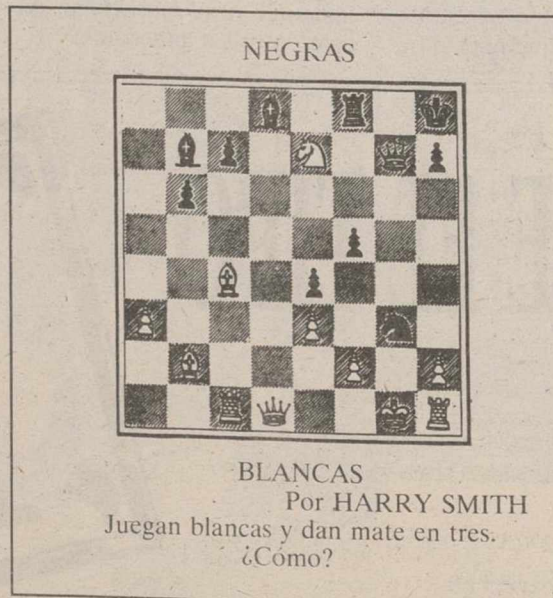 NEGRAS
BLANCAS
Por HARRY SMITH
Juegan blancas y dan mate en tres.
¿Cómo?